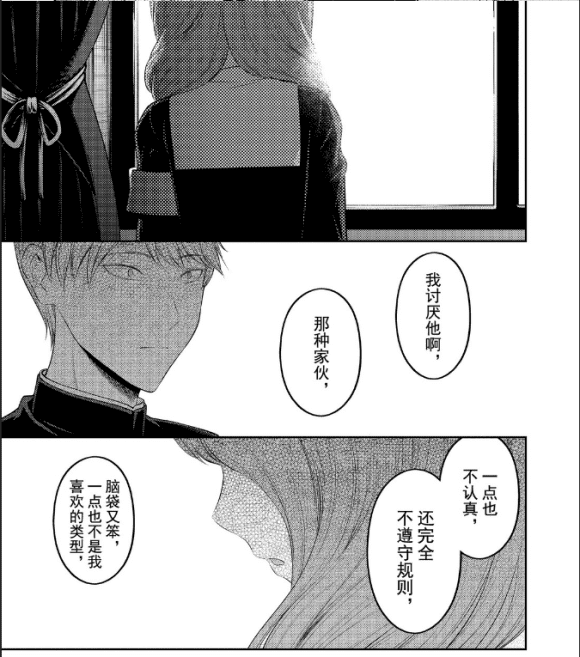 我讨厌他啊，
那种家伙，
一点也
不认真，
还完全
不遵守规则，
脑袋又笨，
一点也不是我
喜欢的类型，